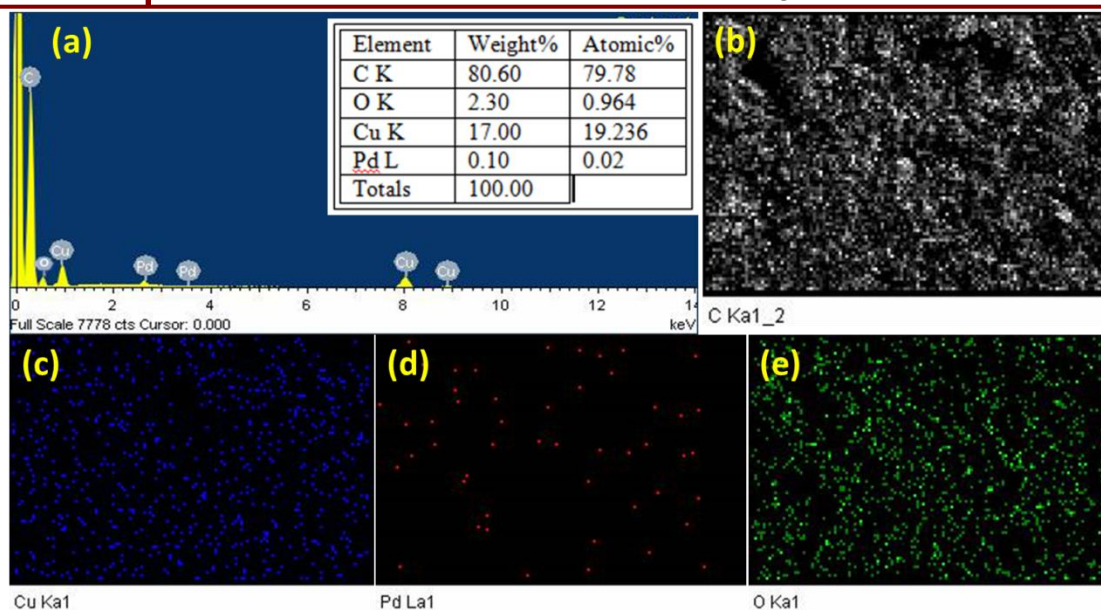 (a)
Element Weight% Atomic%
C K 80.60 79.78
O K 2.30 0.964
Cu K 17.00 19.236
Pd L 0.10 0.02
Totals 100.00
C
O
Cu
Pd
Pd
Cu
Cu
0 2 4 6 8 10 12 14
Full Scale 7778 cts Cursor: 0.000 keV
(b)
C Ka1_2
(c)
Cu Ka1
(d)
Pd La1
(e)
O Ka1